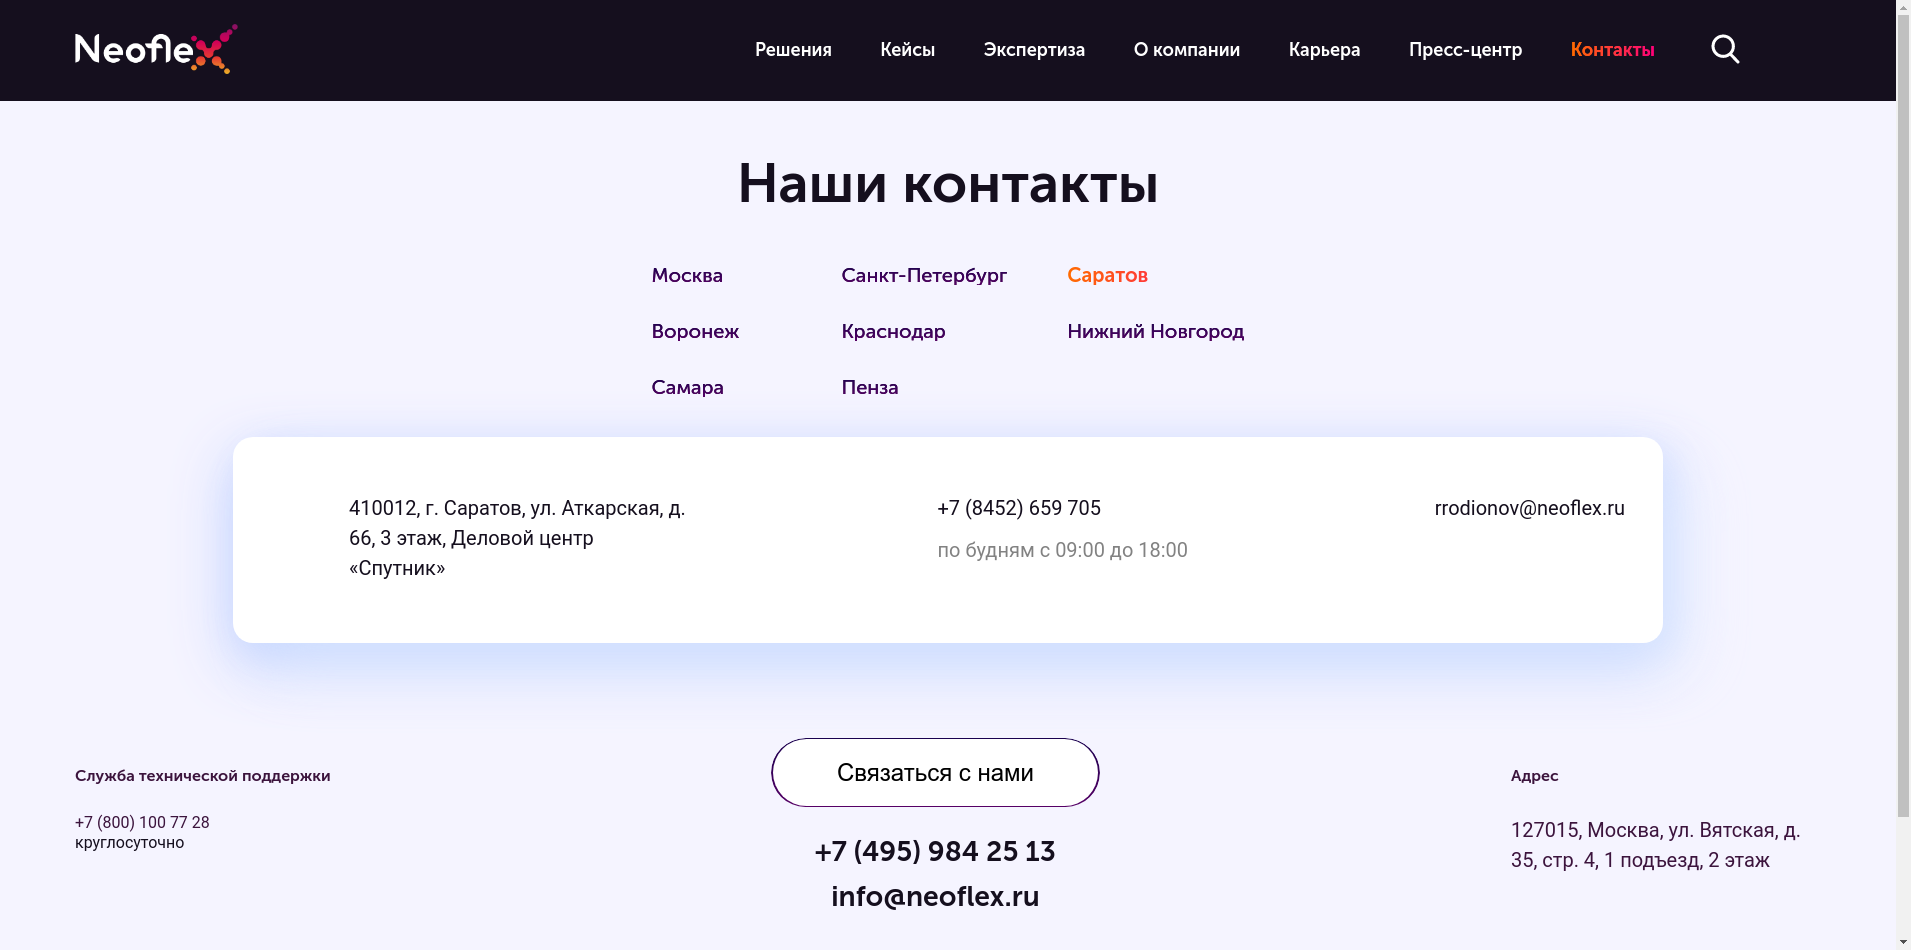 Neoflex
Решения
Кейсы
Экспертиза
О компании
Карьера
Пресс-центр
Контакты
Наши контакты
Москва
Санкт-Петербург
Саратов
Воронеж
Краснодар
Нижний Новгород
Самара
Пенза
410012, г. Саратов, ул. Аткарская, д.
66, 3 этаж, Деловой центр
«Спутник»
+7 (8452) 659 705
по будням с 09:00 до 18:00
rrodionov@neoflex.ru
Служба технической поддержки
+7 (800) 100 77 28
круглосуточно
Связаться с нами
+7 (495) 984 25 13
info@neoflex.ru
Адрес
127015, Москва, ул. Вятская, д.
35, стр. 4, 1 подъезд, 2 этаж